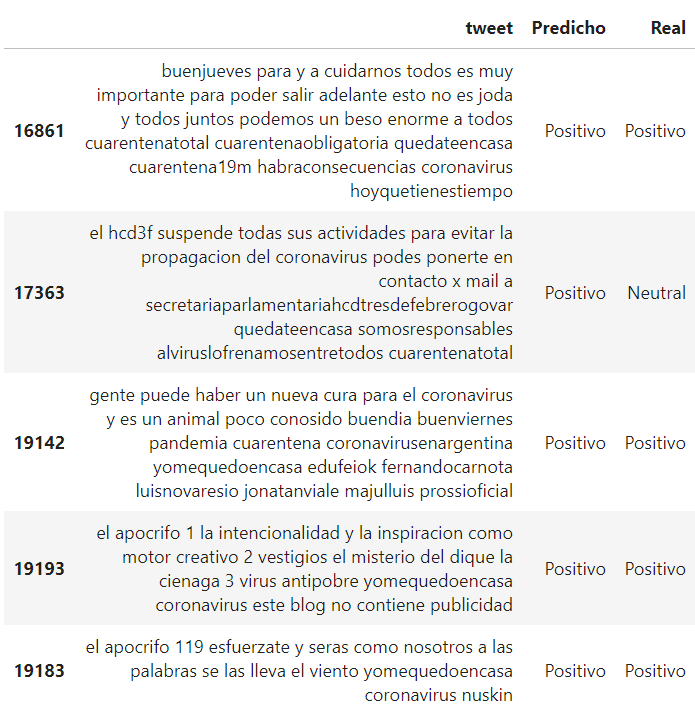 tweet Predicho Real
buenjueves para y a cuidarnos todos es muy
importante para poder salir adelante esto no es joda
16861 y todos juntos podemos un beso enorme a todos Positivo Positivo
cuarentenatotal cuarentenaobligatoria quedateencasa
cuarentena19m habraconsecuencias coronavirus
hoyquetienestiempo
el hcd3f suspende todas sus actividades para evitar la
propagacion del coronavirus podes ponerte en
contacto x mail a
17363 secretariaparlamentariahcdtresdefebrerogovar Positivo Neutral
quedateencasa somosresponsables
alviruslofrenamosentretodos cuarentenatotal
gente puede haber un nueva cura para el coronavirus
y es un animal poco conosido buendia buenviernes
19142 pandemia cuarentena coronavirusenargentina Positivo Positivo
yomequedoencasa edufeiok fernandocarnota
luisnovaresio jonatanviale majulluis prossioficial
el apocrifo 1 la intencionalidad y la inspiracion como
motor creativo 2 vestigios el misterio del dique la
19193 cienaga 3 virus antipobre yomequedoencasa Positivo Positivo
coronavirus este blog no contiene publicidad
el apocrifo 119 esfuerzate y seras como nosotros a las
19183 palabras se las lleva el viento yomequedoencasa Positivo Positivo
coronavirus nuskin